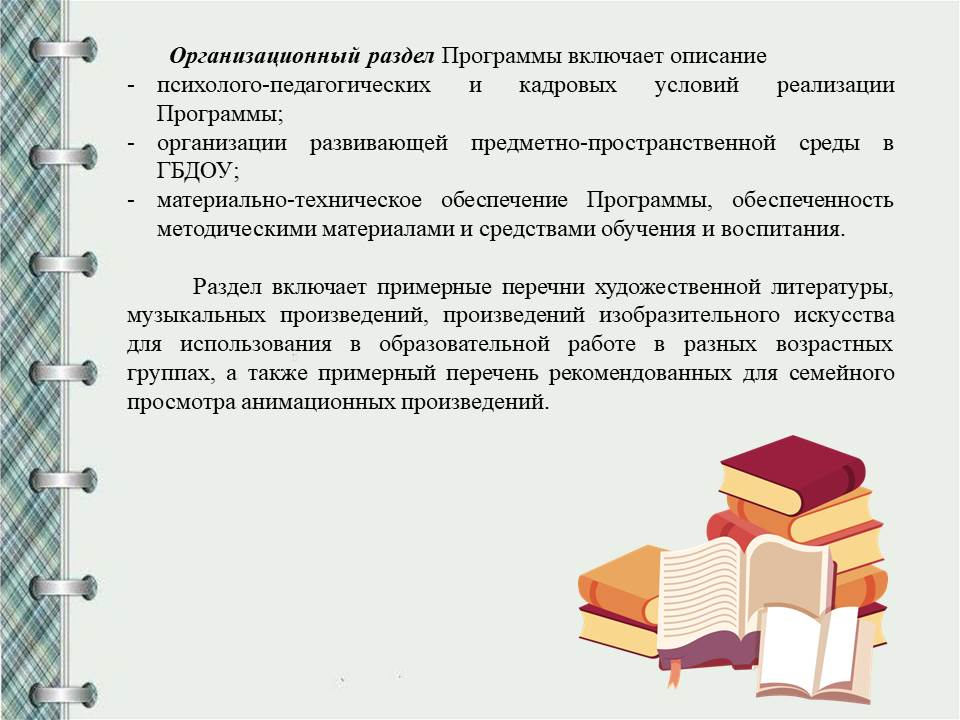 Организационный раздел Программы включает описание
- психолого-педагогических и кадровых условий реализации
Программы;
- организации развивающей предметно-пространственной среды в
ГБДОУ;
- материально-техническое обеспечение Программы, обеспеченность
методическими материалами и средствами обучения и воспитания.
Раздел включает примерные перечни художественной литературы,
музыкальных произведений, произведений изобразительного искусства
для использования в образовательной работе в разных возрастных
группах, а также примерный перечень рекомендованных для семейного
просмотра анимационных произведений.